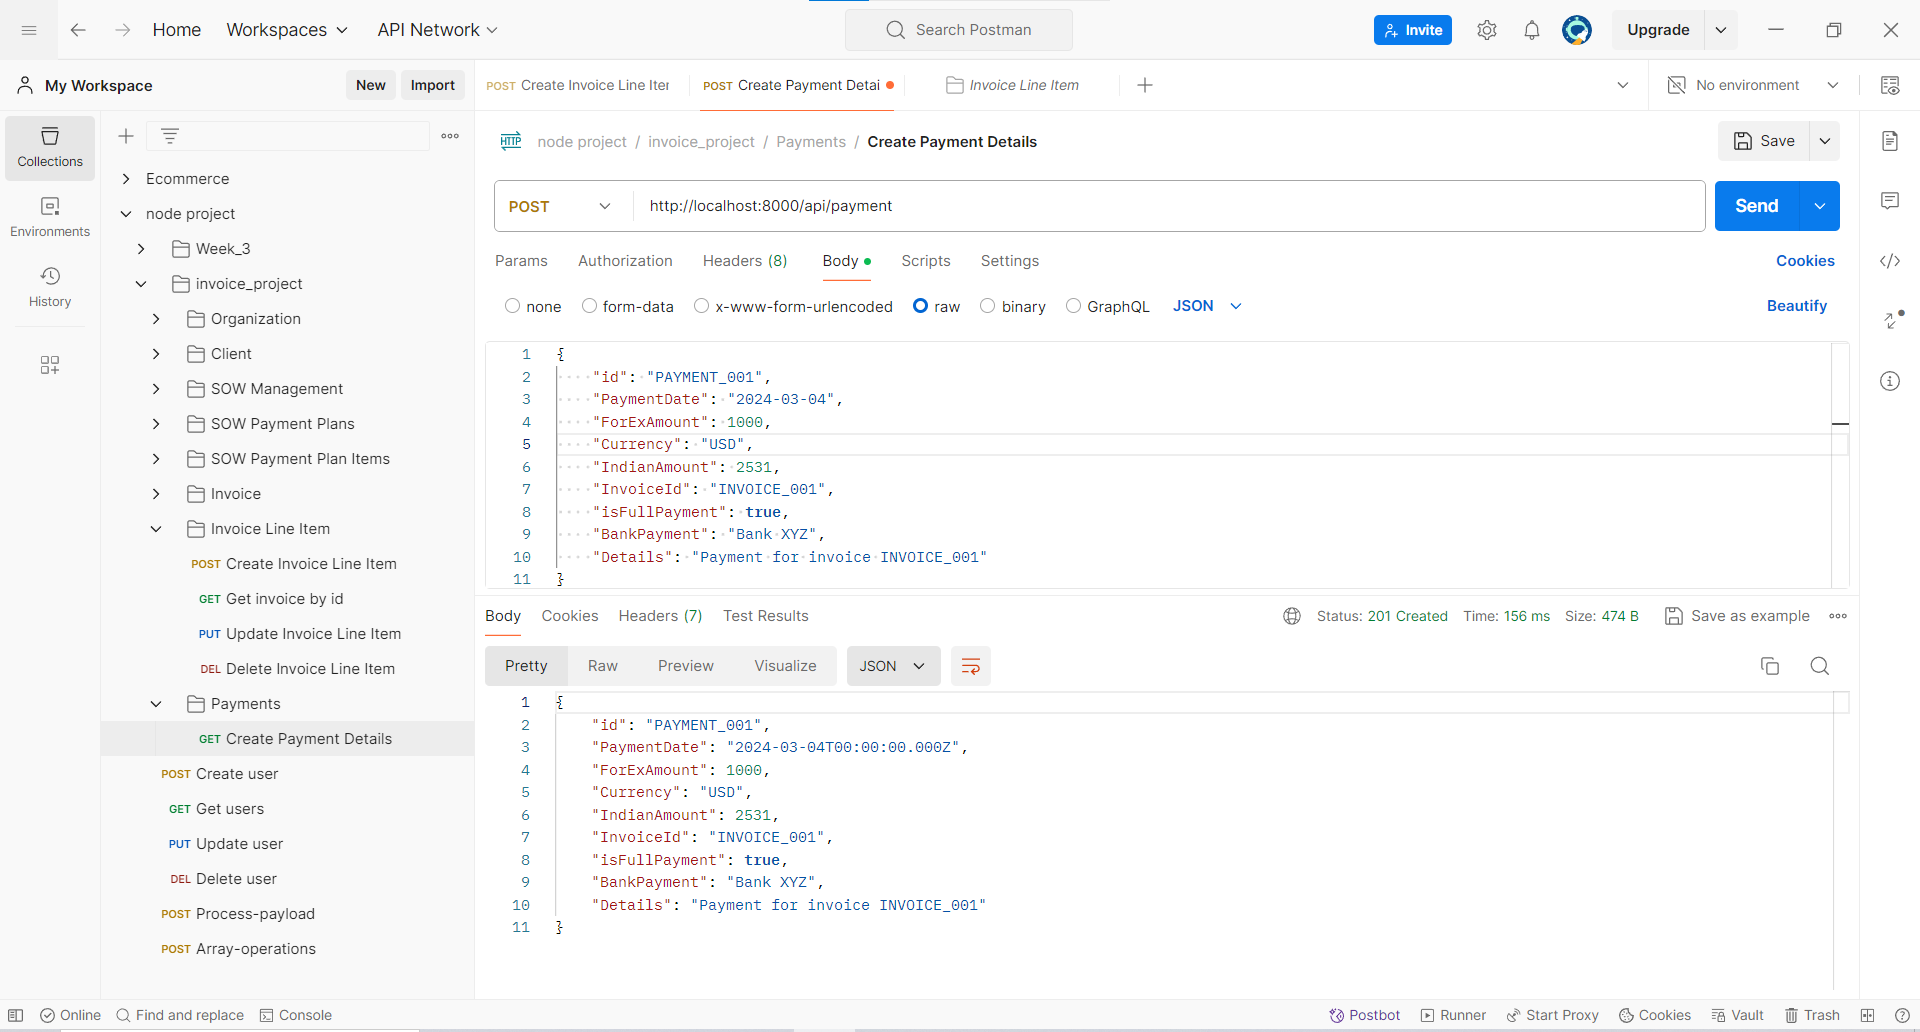 Home Workspaces API Network Search Postman Invite Upgrade
My Workspace New Import POST Create Invoice Line Iter POST Create Payment Detai Invoice Line Item No environment
Collections
Environments
History
Ecommerce
node project
Week_3
invoice_project
Organization
Client
SOW Management
SOW Payment Plans
SOW Payment Plan Items
Invoice
Invoice Line Item
POST Create Invoice Line Item
GET Get invoice by id
PUT Update Invoice Line Item
DEL Delete Invoice Line Item
Payments
GET Create Payment Details
POST Create user
GET Get users
PUT Update user
DEL Delete user
POST Process-payload
POST Array-operations
HTTP node project / invoice_project / Payments / Create Payment Details Save
POST http://localhost:8000/api/payment Send
Params Authorization Headers (8) Body Scripts Settings Cookies
none form-data x-www-form-urlencoded raw binary GraphQL JSON Beautify
1 {
2 "id": "PAYMENT_001",
3 "PaymentDate": "2024-03-04",
4 "ForExAmount": 1000,
5 "Currency": "USD",
6 "IndianAmount": 2531,
7 "InvoiceId": "INVOICE_001",
8 "isFullPayment": true,
9 "BankPayment": "Bank XYZ",
10 "Details": "Payment for invoice INVOICE_001"
11 }
Body Cookies Headers (7) Test Results Status: 201 Created Time: 156 ms Size: 474 B Save as example
Pretty Raw Preview Visualize JSON
1 {
2 "id": "PAYMENT_001",
3 "PaymentDate": "2024-03-04T00:00:00.000Z",
4 "ForExAmount": 1000,
5 "Currency": "USD",
6 "IndianAmount": 2531,
7 "InvoiceId": "INVOICE_001",
8 "isFullPayment": true,
9 "BankPayment": "Bank XYZ",
10 "Details": "Payment for invoice INVOICE_001"
11 }
Online Find and replace Console Postbot Runner Start Proxy Cookies Vault Trash